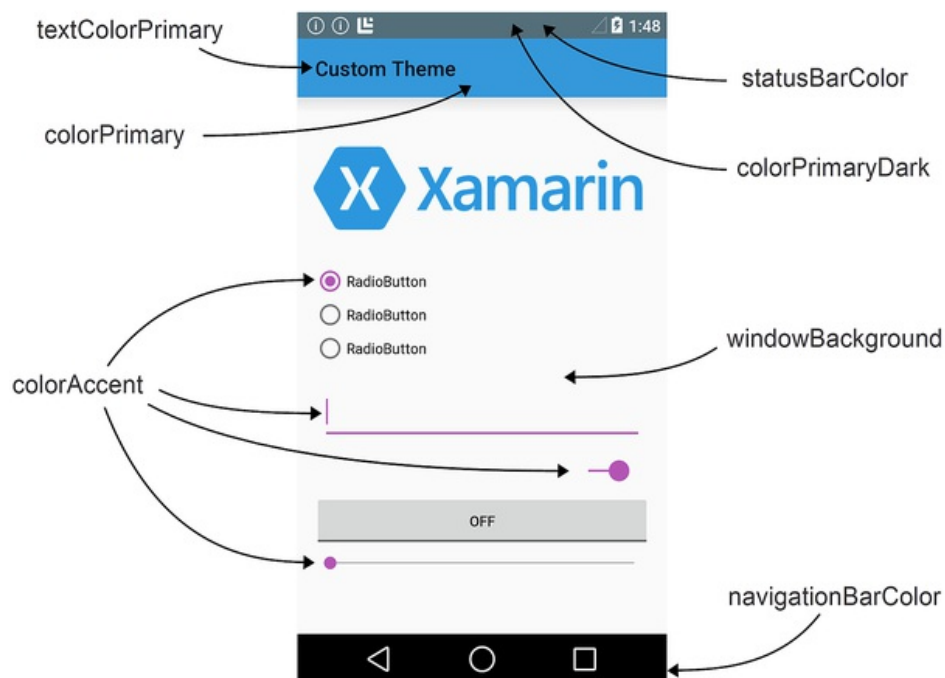 textColorPrimary
1:48
Custom Theme
statusBarColor
colorPrimary
colorPrimaryDark
X Xamarin
RadioButton
RadioButton
RadioButton
windowBackground
colorAccent
OFF
navigationBarColor